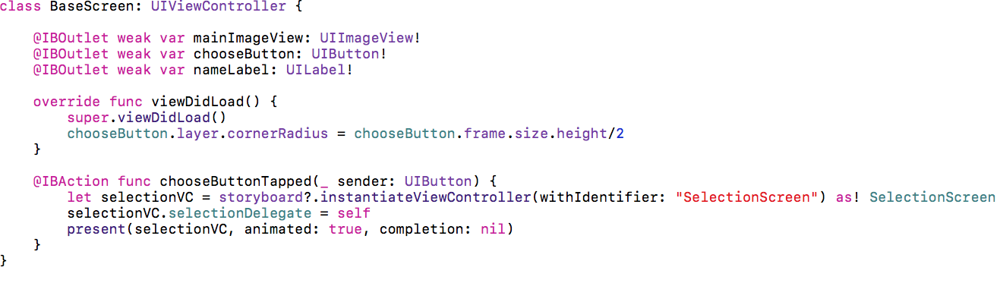 class BaseScreen: UIViewController {
@IBOutlet weak var mainImageView: UIImageView!
@IBOutlet weak var chooseButton: UIButton!
@IBOutlet weak var nameLabel: UILabel!
override func viewDidLoad() {
super.viewDidLoad()
chooseButton.layer.cornerRadius = chooseButton.frame.size.height/2
}
@IBAction func chooseButtonTapped(_ sender: UIButton) {
let selectionVC = storyboard?.instantiateViewController(withIdentifier: "SelectionScreen") as! SelectionScreen
selectionVC.selectionDelegate = self
present(selectionVC, animated: true, completion: nil)
}
}